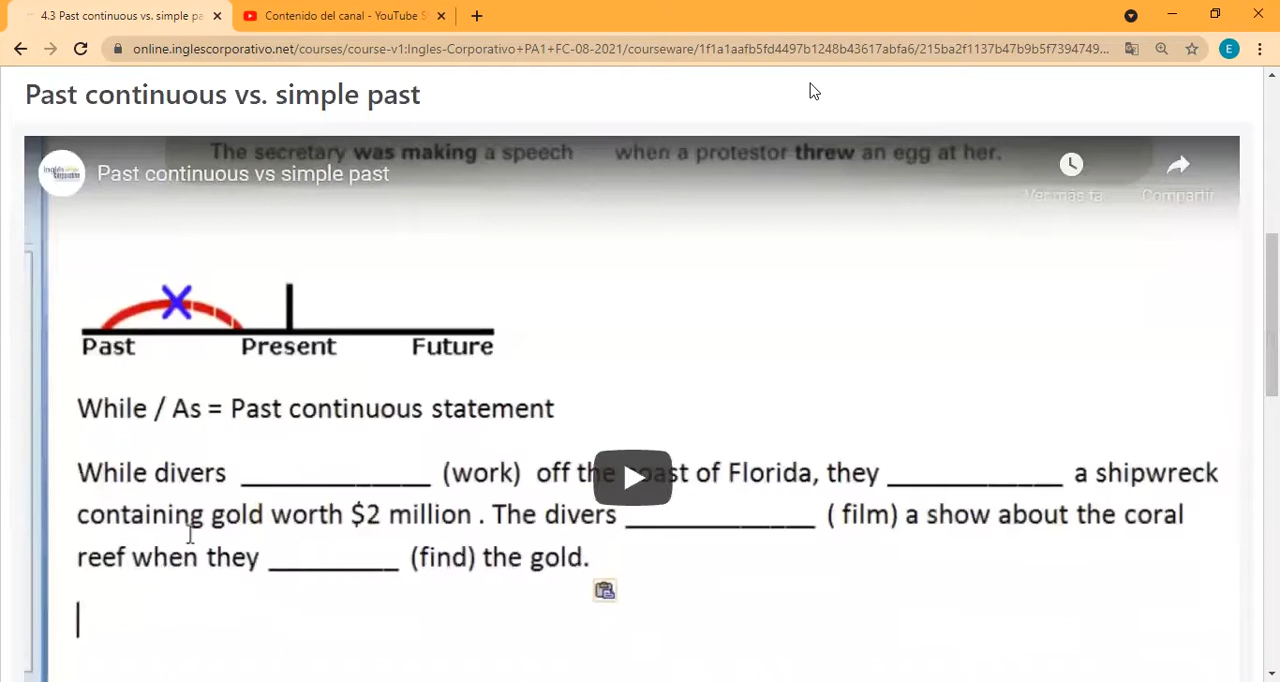 4.3 Past continuous vs. simple pa
Contenido del canal - YouTube S
online.inglescorporativo.net/courses/course-v1:Ingles-Corporativo+PA1+FC-08-2021/courseware/1f1a1aafb5fd4497b1248b43617abfa6/215ba2f1137b47b9b5f7394749...
E
Past continuous vs. simple past
The secretary was making a speech when a protestor threw an egg at her.
Past continuous vs simple past
Ver más ta... Compartir
Past Present Future
While / As = Past continuous statement
While divers ______________ (work) off the coast of Florida, they _____________ a shipwreck
containing gold worth $2 million . The divers ______________ ( film) a show about the coral
reef when they __________ (find) the gold.